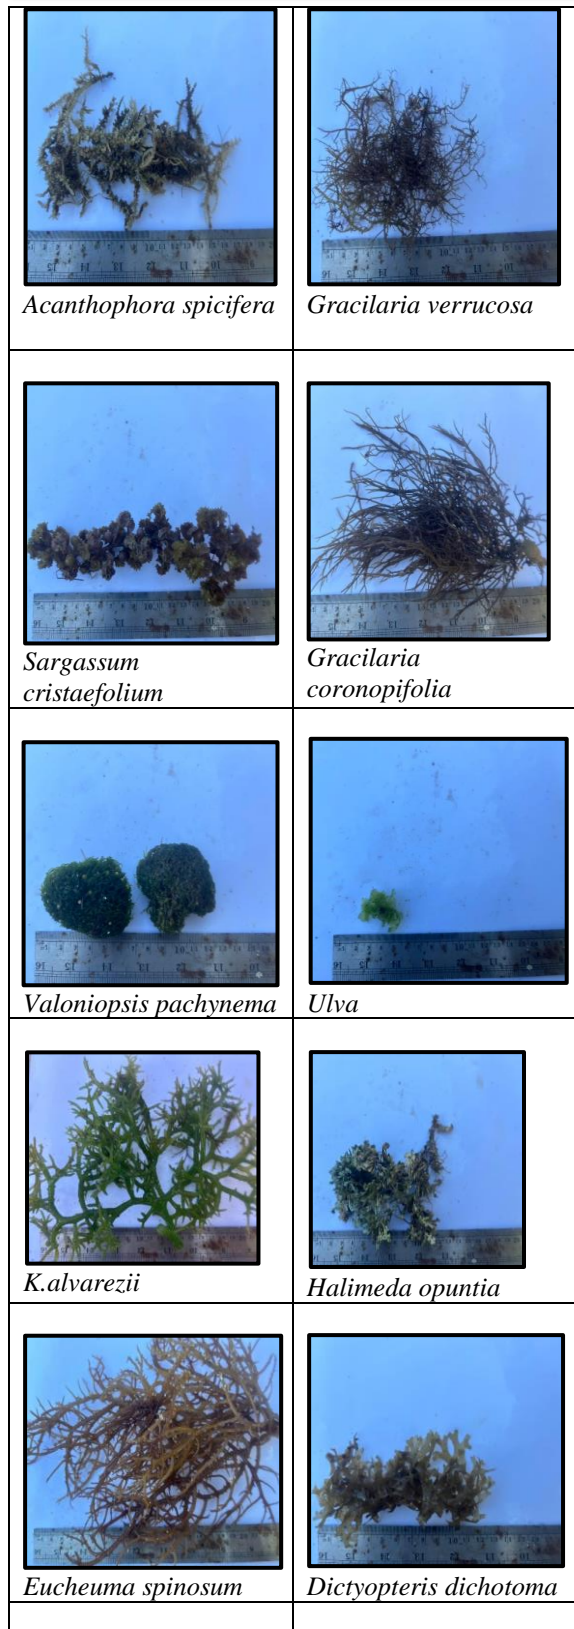 Acanthophora spicifera
Gracilaria verrucosa
Sargassum
cristaefolium
Gracilaria
coronopifolia
Valoniopsis pachynema
Ulva
K.alvarezii
Halimeda opuntia
Eucheuma spinosum
Dictyopteris dichotoma